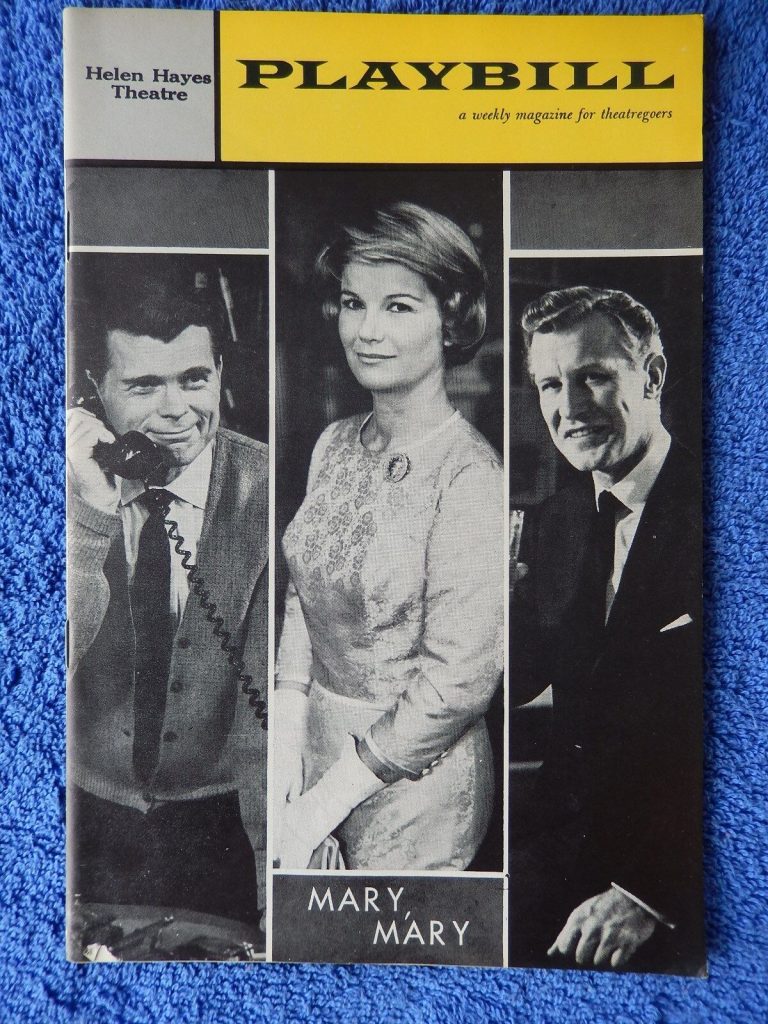 Helen Hayes
Theatre
PLAYBILL
a weekly magazine for theatregoers
MARY,
MARY